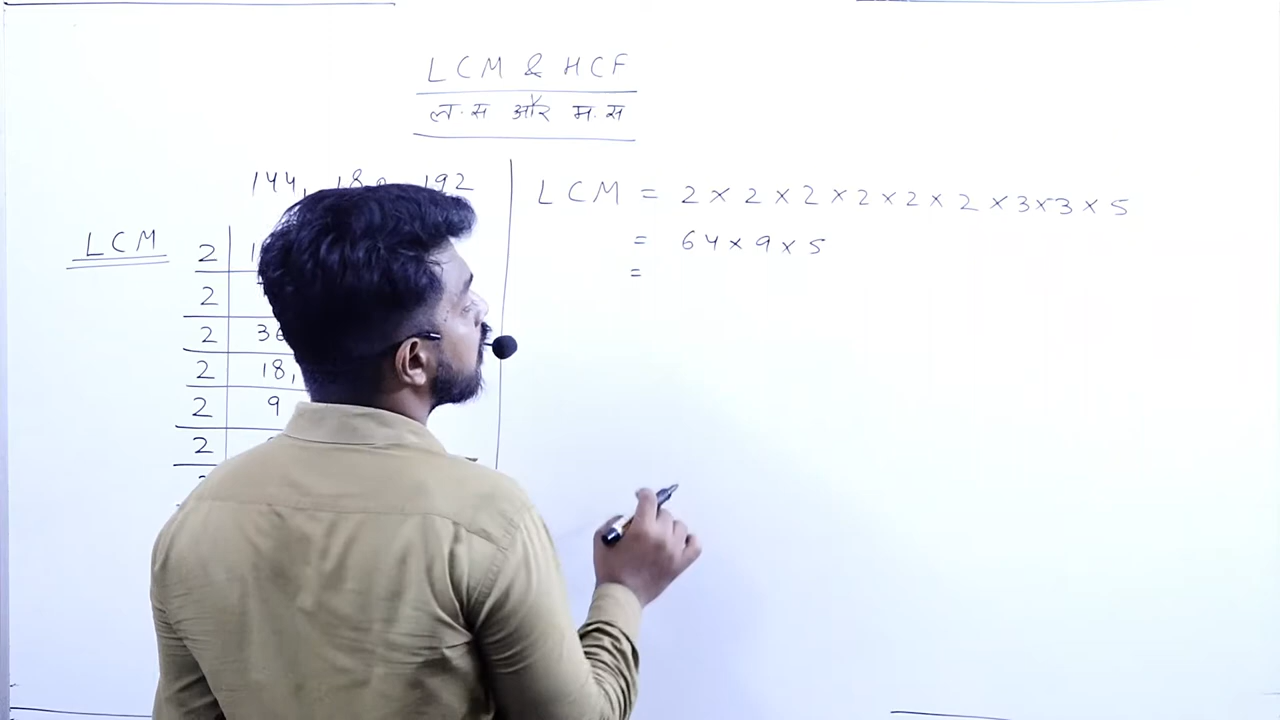 LCM & HCF
ल.स और म.स
144, 192
LCM
2
2
2 36
2 18,
2 9
2
LCM = 2 × 2 × 2 × 2 × 2 × 2 × 3 × 3 × 5
= 64 × 9 × 5
=